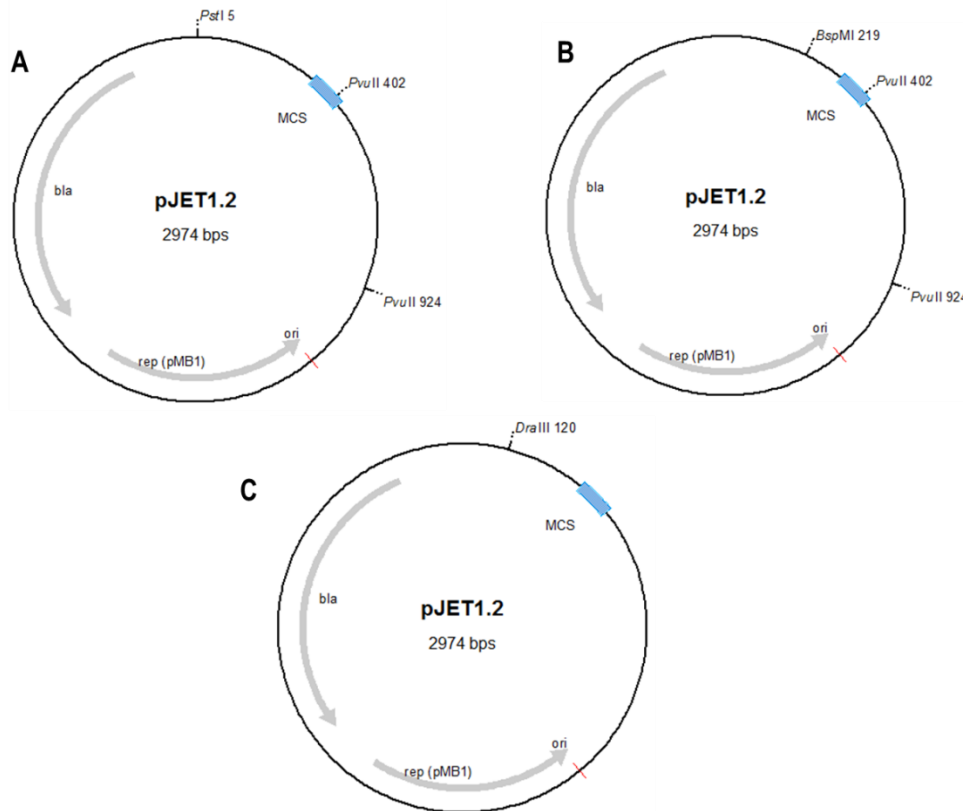 A
PstI 5
PvuII 402
MCS
bla
pJET1.2
2974 bps
PvuII 924
ori
rep (pMB1)
B
BspMI 219
PvuII 402
MCS
bla
pJET1.2
2974 bps
PvuII 924
ori
rep (pMB1)
C
DraIII 120
MCS
bla
pJET1.2
2974 bps
ori
rep (pMB1)